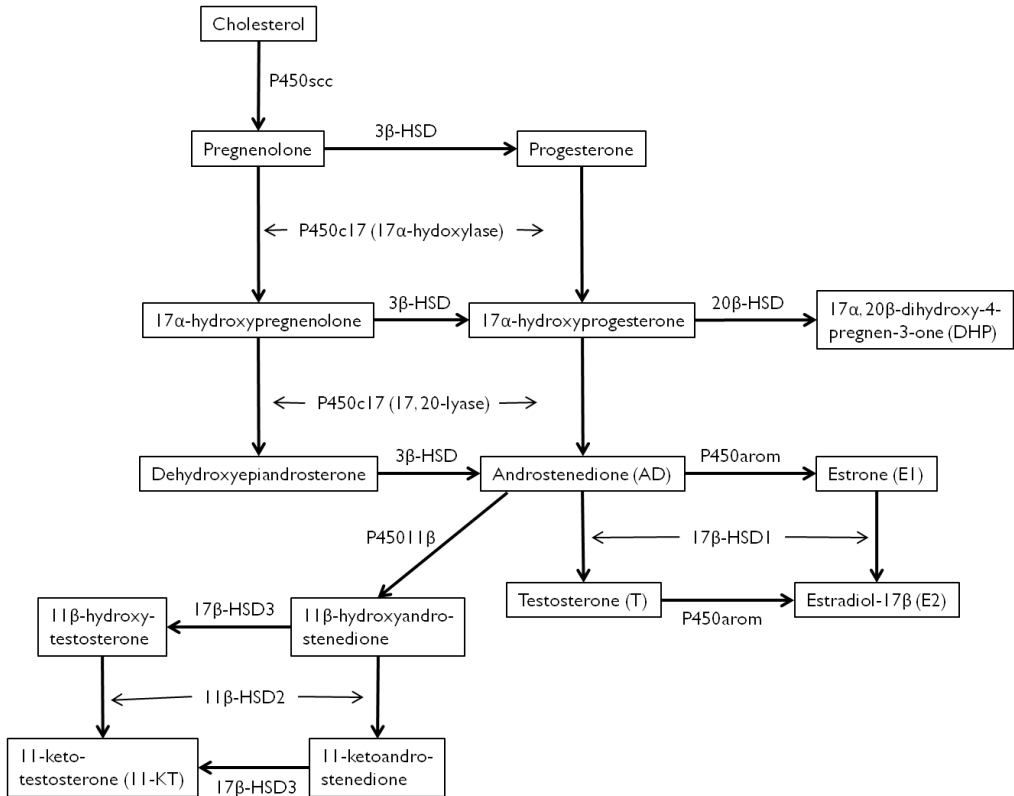 Cholesterol
P450scc
3β-HSD
Pregnenolone
Progesterone
P450c17 (17α-hydoxylase)
3β-HSD
20β-HSD
17α-hydroxypregnenolone
17α-hydroxyprogesterone
17α, 20β-dihydroxy-4-
pregnen-3-one (DHP)
P450c17 (17, 20-lyase)
3β-HSD
P450arom
Dehydroxyepiandrosterone
Androstenedione (AD)
Estrone (E1)
P45011β
17β-HSD1
Testosterone (T)
P450arom
Estradiol-17β (E2)
11β-hydroxy-
testosterone
17β-HSD3
11β-hydroxyandro-
stenedione
11β-HSD2
11-keto-
testosterone (11-KT)
17β-HSD3
11-ketoandro-
stenedione